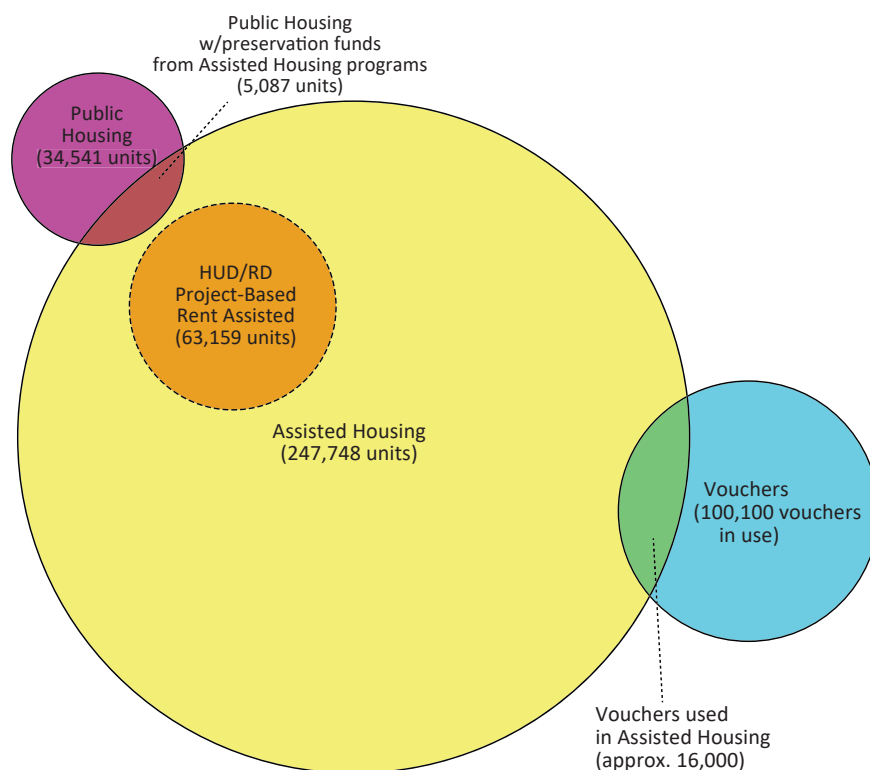 Public Housing
w/preservation funds
from Assisted Housing programs
(5,087 units)
Public
Housing
(34,541 units)
HUD/RD
Project-Based
Rent Assisted
(63,159 units)
Assisted Housing
(247,748 units)
Vouchers
(100,100 vouchers
in use)
Vouchers used
in Assisted Housing
(approx. 16,000)